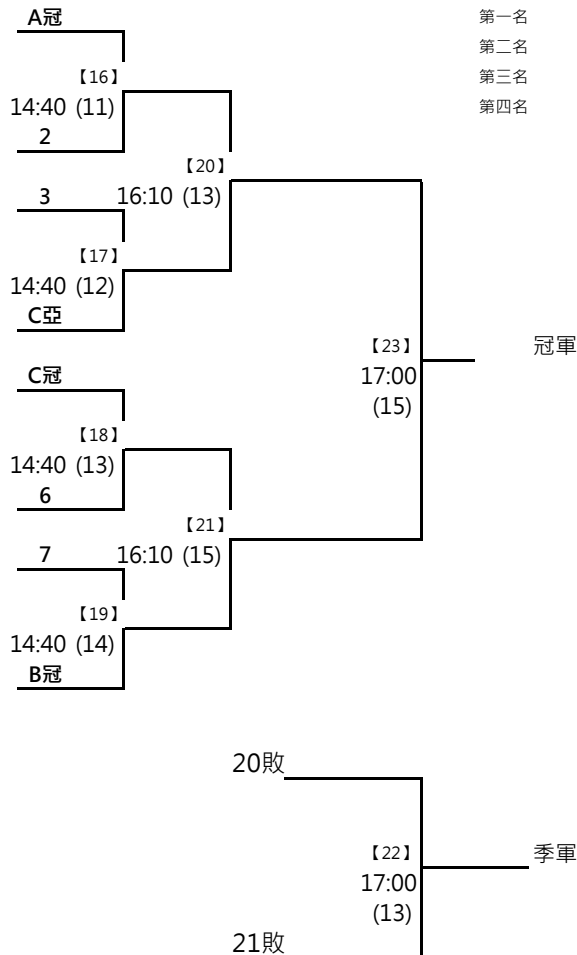 A冠
第一名
第二名
【16】
第三名
14:40 (11)
第四名
2
【20】
3
16:10 (13)
【17】
14:40 (12)
C亞
【23】
冠軍
C冠
17:00
(15)
【18】
14:40 (13)
6
【21】
7
16:10 (15)
【19】
14:40 (14)
B冠
20敗
【22】
季軍
17:00
(13)
21敗